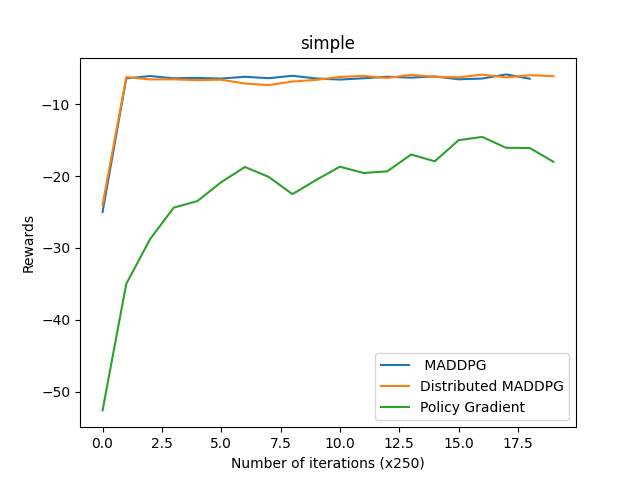 simple
Rewards
−10
−20
−30
−40
−50
0.0 2.5 5.0 7.5 10.0 12.5 15.0 17.5
Number of iterations (x250)
MADDPG
Distributed MADDPG
Policy Gradient